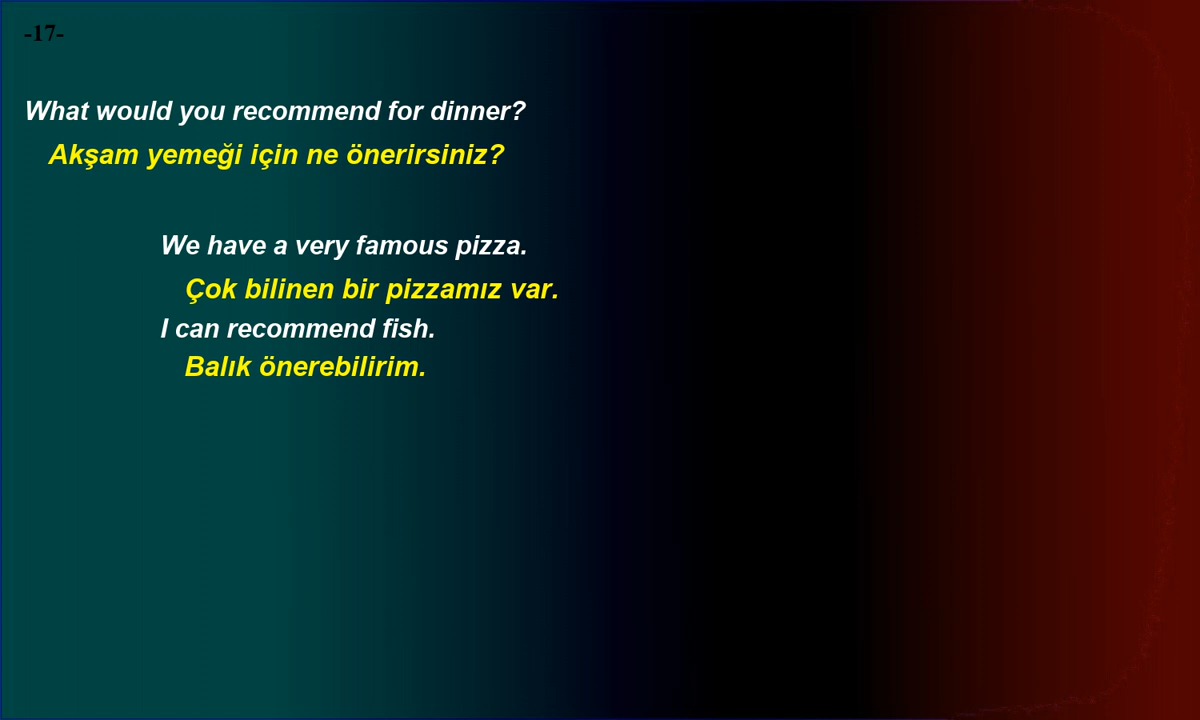 -17-
What would you recommend for dinner?
Akşam yemeği için ne önerirsiniz?
We have a very famous pizza.
Çok bilinen bir pizzamız var.
I can recommend fish.
Balık önerebilirim.